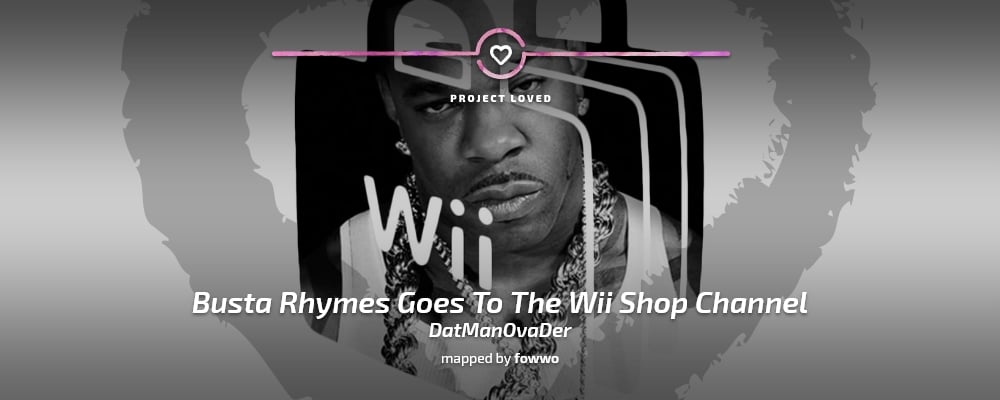 PROJECT LOVED
Wii
Busta Rhymes Goes To The Wii Shop Channel
DatManOvaDer
mapped by fowwo